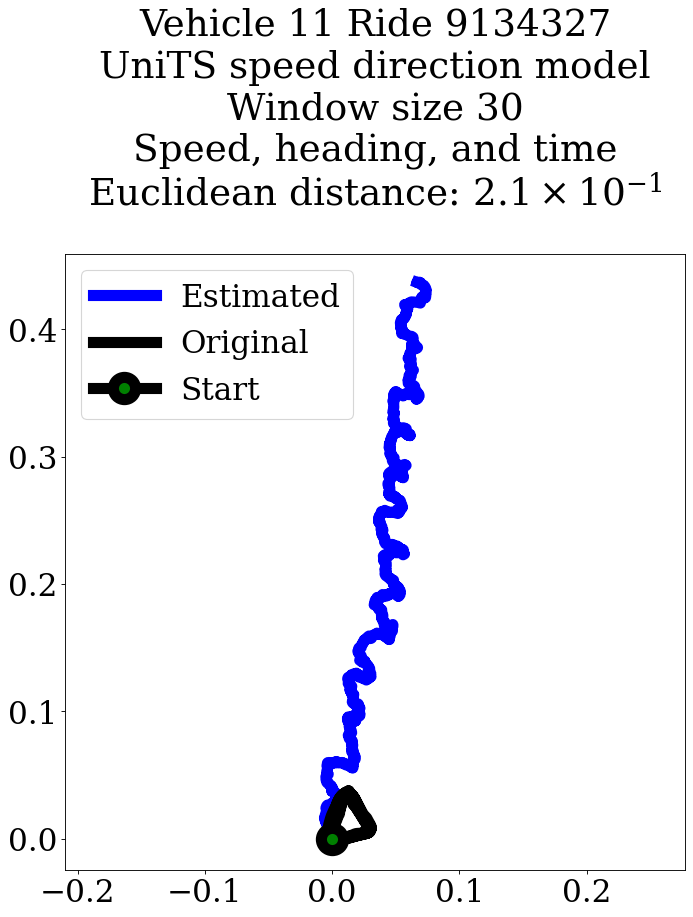 Vehicle 11 Ride 9134327
UniTS speed direction model
Window size 30
Speed, heading, and time
Euclidean distance: 2.1 × 10⁻¹
Estimated
Original
Start
0.4
0.3
0.2
0.1
0.0
−0.2 −0.1 0.0 0.1 0.2